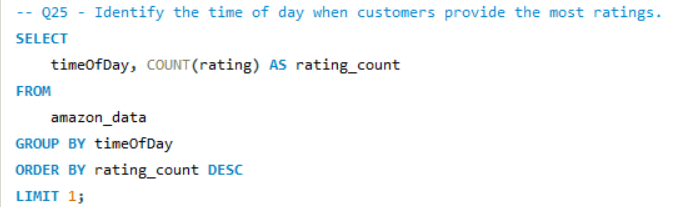 -- Q25 - Identify the time of day when customers provide the most ratings.
SELECT
    timeOfDay, COUNT(rating) AS rating_count
FROM
    amazon_data
GROUP BY timeOfDay
ORDER BY rating_count DESC
LIMIT 1;